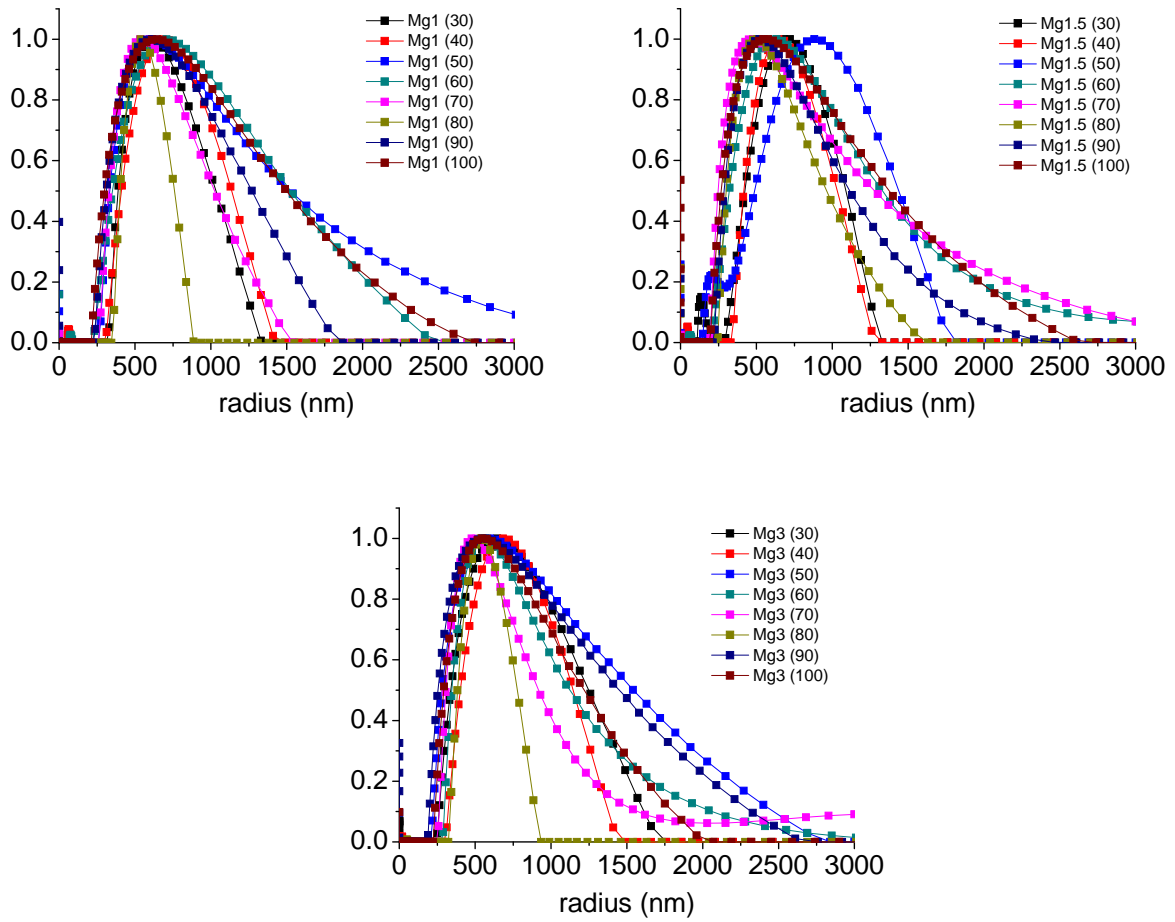 1.0
0.8
0.6
0.4
0.2
0.0
0 500 1000 1500 2000 2500 3000
radius (nm)
Mg1 (30)
Mg1 (40)
Mg1 (50)
Mg1 (60)
Mg1 (70)
Mg1 (80)
Mg1 (90)
Mg1 (100)
1.0
0.8
0.6
0.4
0.2
0.0
0 500 1000 1500 2000 2500 3000
radius (nm)
Mg1.5 (30)
Mg1.5 (40)
Mg1.5 (50)
Mg1.5 (60)
Mg1.5 (70)
Mg1.5 (80)
Mg1.5 (90)
Mg1.5 (100)
1.0
0.8
0.6
0.4
0.2
0.0
0 500 1000 1500 2000 2500 3000
radius (nm)
Mg3 (30)
Mg3 (40)
Mg3 (50)
Mg3 (60)
Mg3 (70)
Mg3 (80)
Mg3 (90)
Mg3 (100)